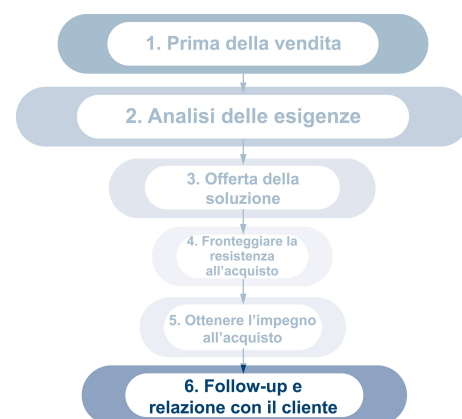 1. Prima della vendita
2. Analisi delle esigenze
3. Offerta della
soluzione
4. Fronteggiare la
resistenza
all'acquisto
5. Ottenere l'impegno
all'acquisto
6. Follow-up e
relazione con il cliente